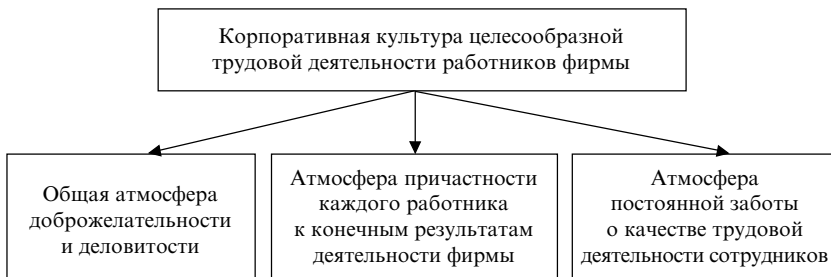 Корпоративная культура целесообразной
трудовой деятельности работников фирмы
Общая атмосфера
доброжелательности
и деловитости
Атмосфера причастности
каждого работника
к конечным результатам
деятельности фирмы
Атмосфера
постоянной заботы
о качестве трудовой
деятельности сотрудников